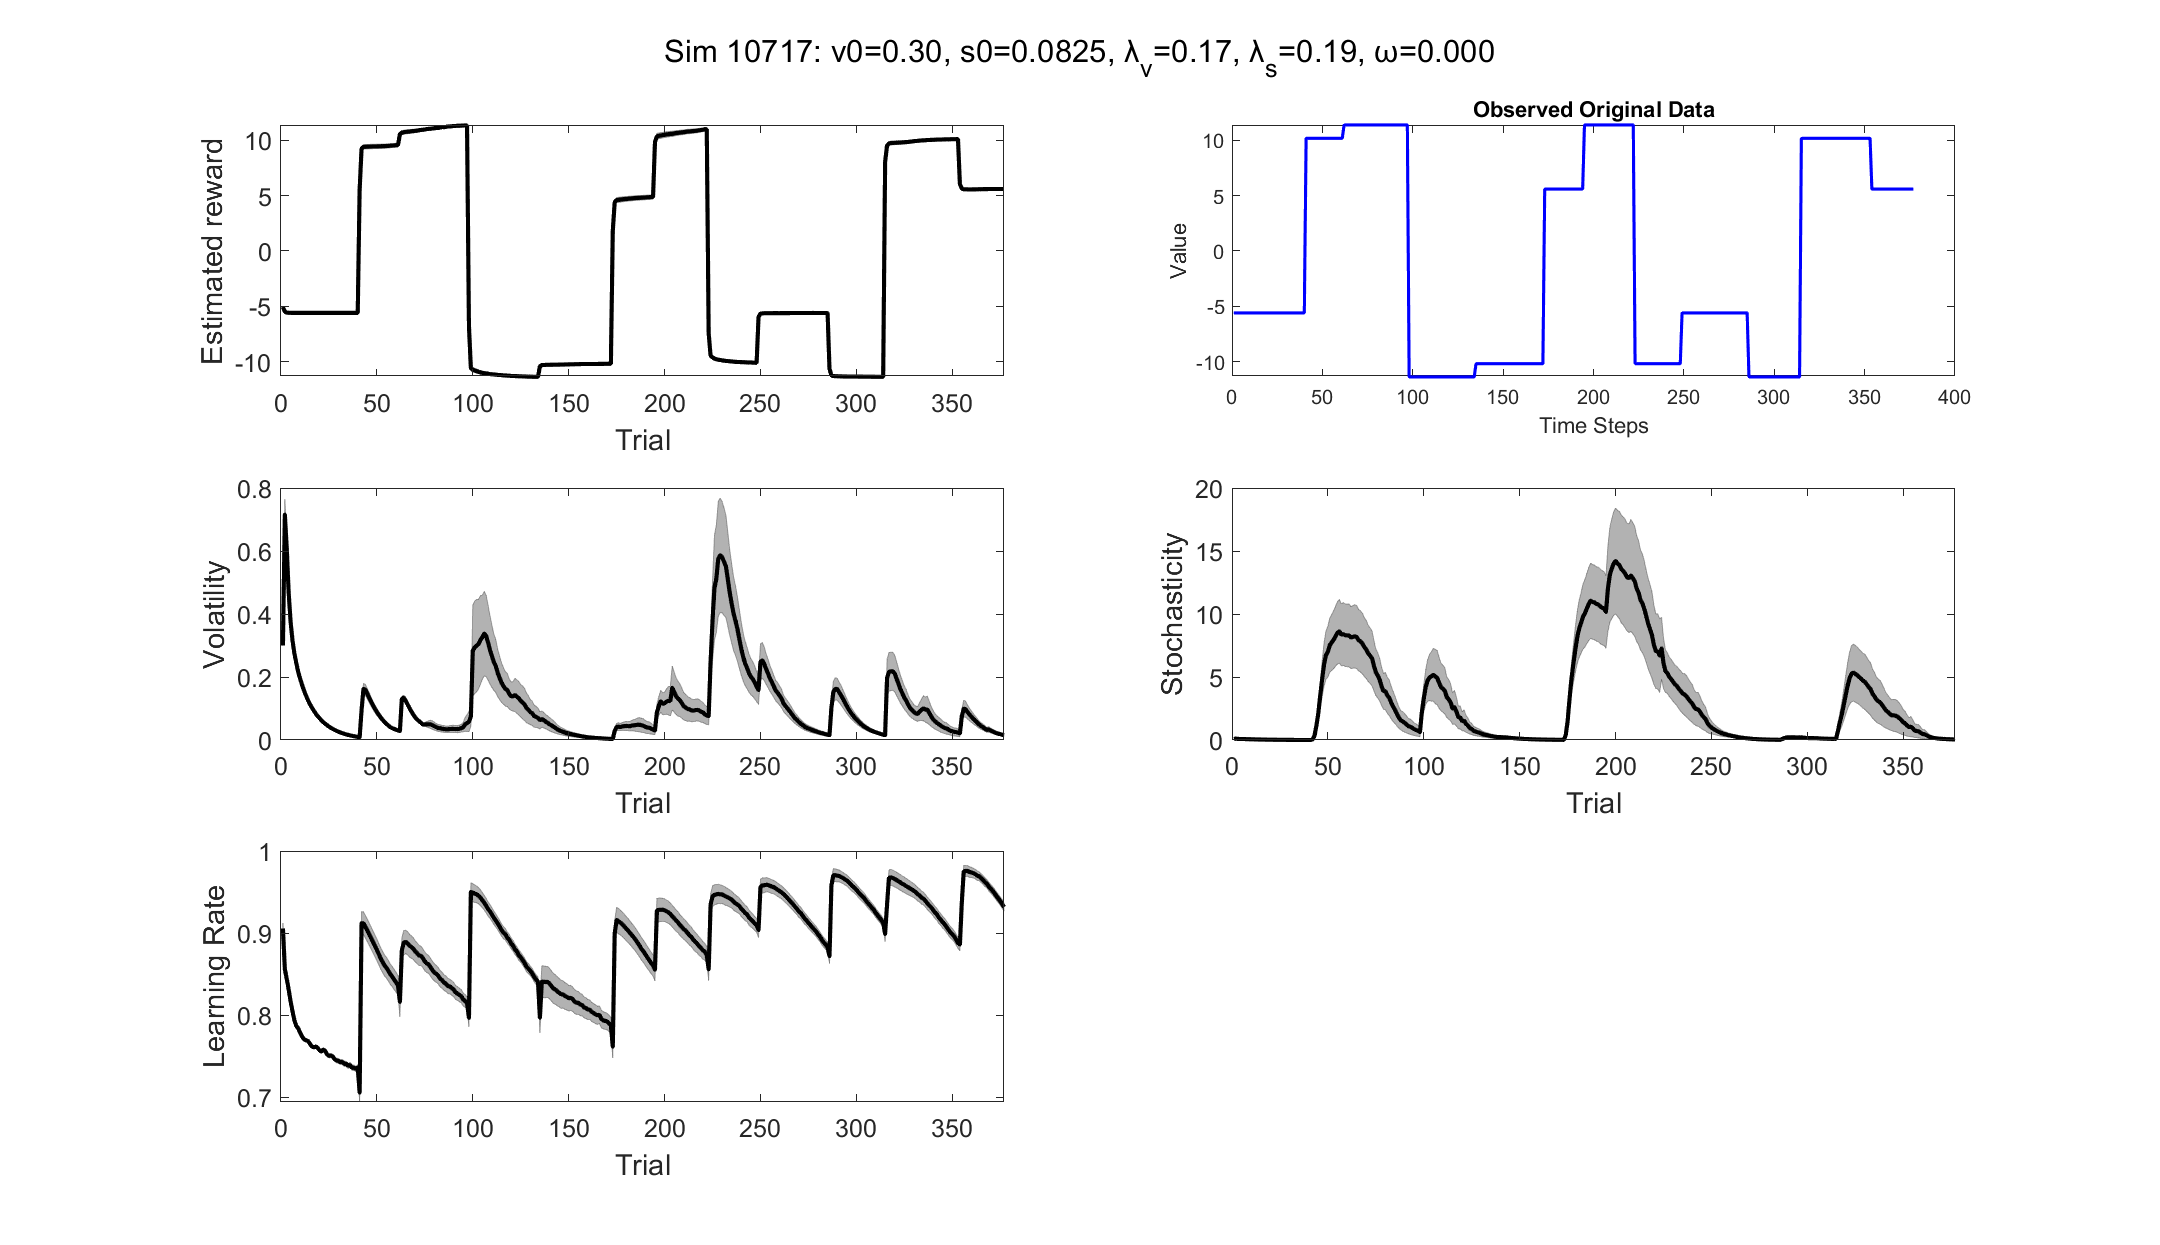 Sim 10717: v0=0.30, s0=0.0825, λ_v=0.17, λ_s=0.19, ω=0.000
Estimated reward
10
5
0
-5
-10
0 50 100 150 200 250 300 350
Trial
Observed Original Data
Value
10
5
0
-5
-10
0 50 100 150 200 250 300 350 400
Time Steps
Volatility
0.8
0.6
0.4
0.2
0
0 50 100 150 200 250 300 350
Trial
Stochasticity
20
15
10
5
0
0 50 100 150 200 250 300 350
Trial
Learning Rate
1
0.9
0.8
0.7
0 50 100 150 200 250 300 350
Trial